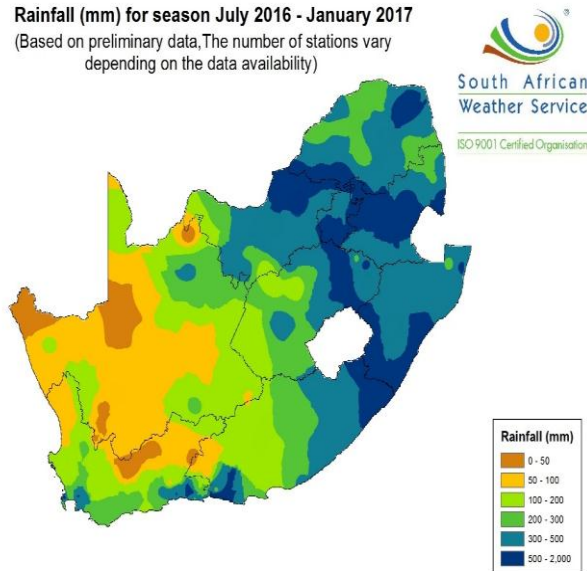 Rainfall (mm) for season July 2016 - January 2017
(Based on preliminary data,The number of stations vary
depending on the data availability)
South African
Weather Service
ISO 9001 Certified Organisation
Rainfall (mm)
0 - 50
50 - 100
100 - 200
200 - 300
300 - 500
500 - 2,000